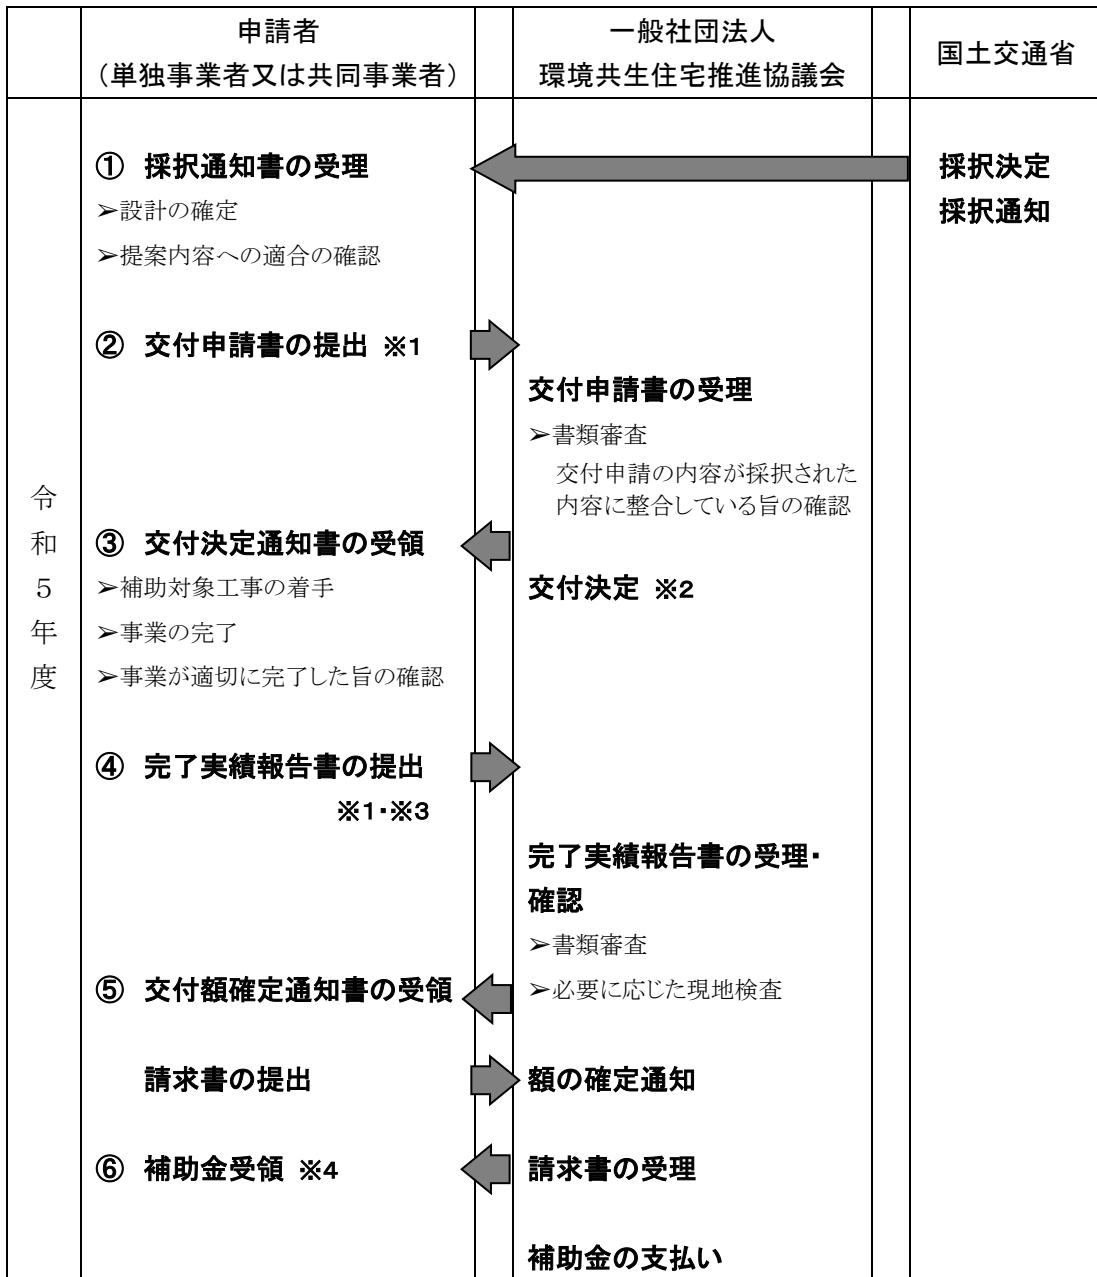 申請者
（単独事業者又は共同事業者）
一般社団法人
環境共生住宅推進協議会
国土交通省
令和５年度
① 採択通知書の受理
➢設計の確定
➢提案内容への適合の確認
採択決定
採択通知
② 交付申請書の提出 ※1
交付申請書の受理
➢書類審査
交付申請の内容が採択された
内容に整合している旨の確認
③ 交付決定通知書の受領
➢補助対象工事の着手
➢事業の完了
➢事業が適切に完了した旨の確認
交付決定 ※2
④ 完了実績報告書の提出
※1・※3
完了実績報告書の受理・
確認
➢書類審査
➢必要に応じた現地検査
⑤ 交付額確定通知書の受領
請求書の提出
額の確定通知
⑥ 補助金受領 ※4
請求書の受理
補助金の支払い